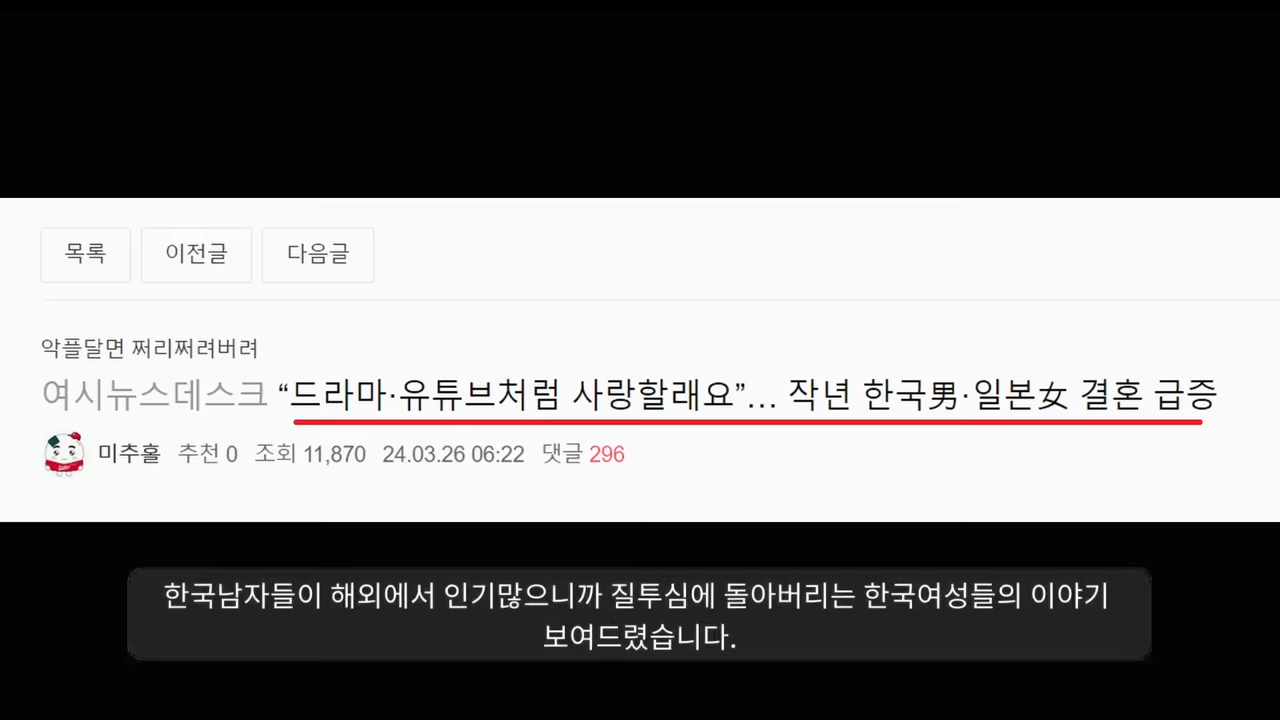 목록 이전글 다음글
악플달면 쩌리쩌려버려
여시뉴스데스크 “드라마·유튜브처럼 사랑할래요”… 작년 한국男·일본女 결혼 급증
미추홀 추천 0 조회 11,870 24.03.26 06:22 댓글 296
한국남자들이 해외에서 인기많으니까 질투심에 돌아버리는 한국여성들의 이야기
보여드렸습니다.